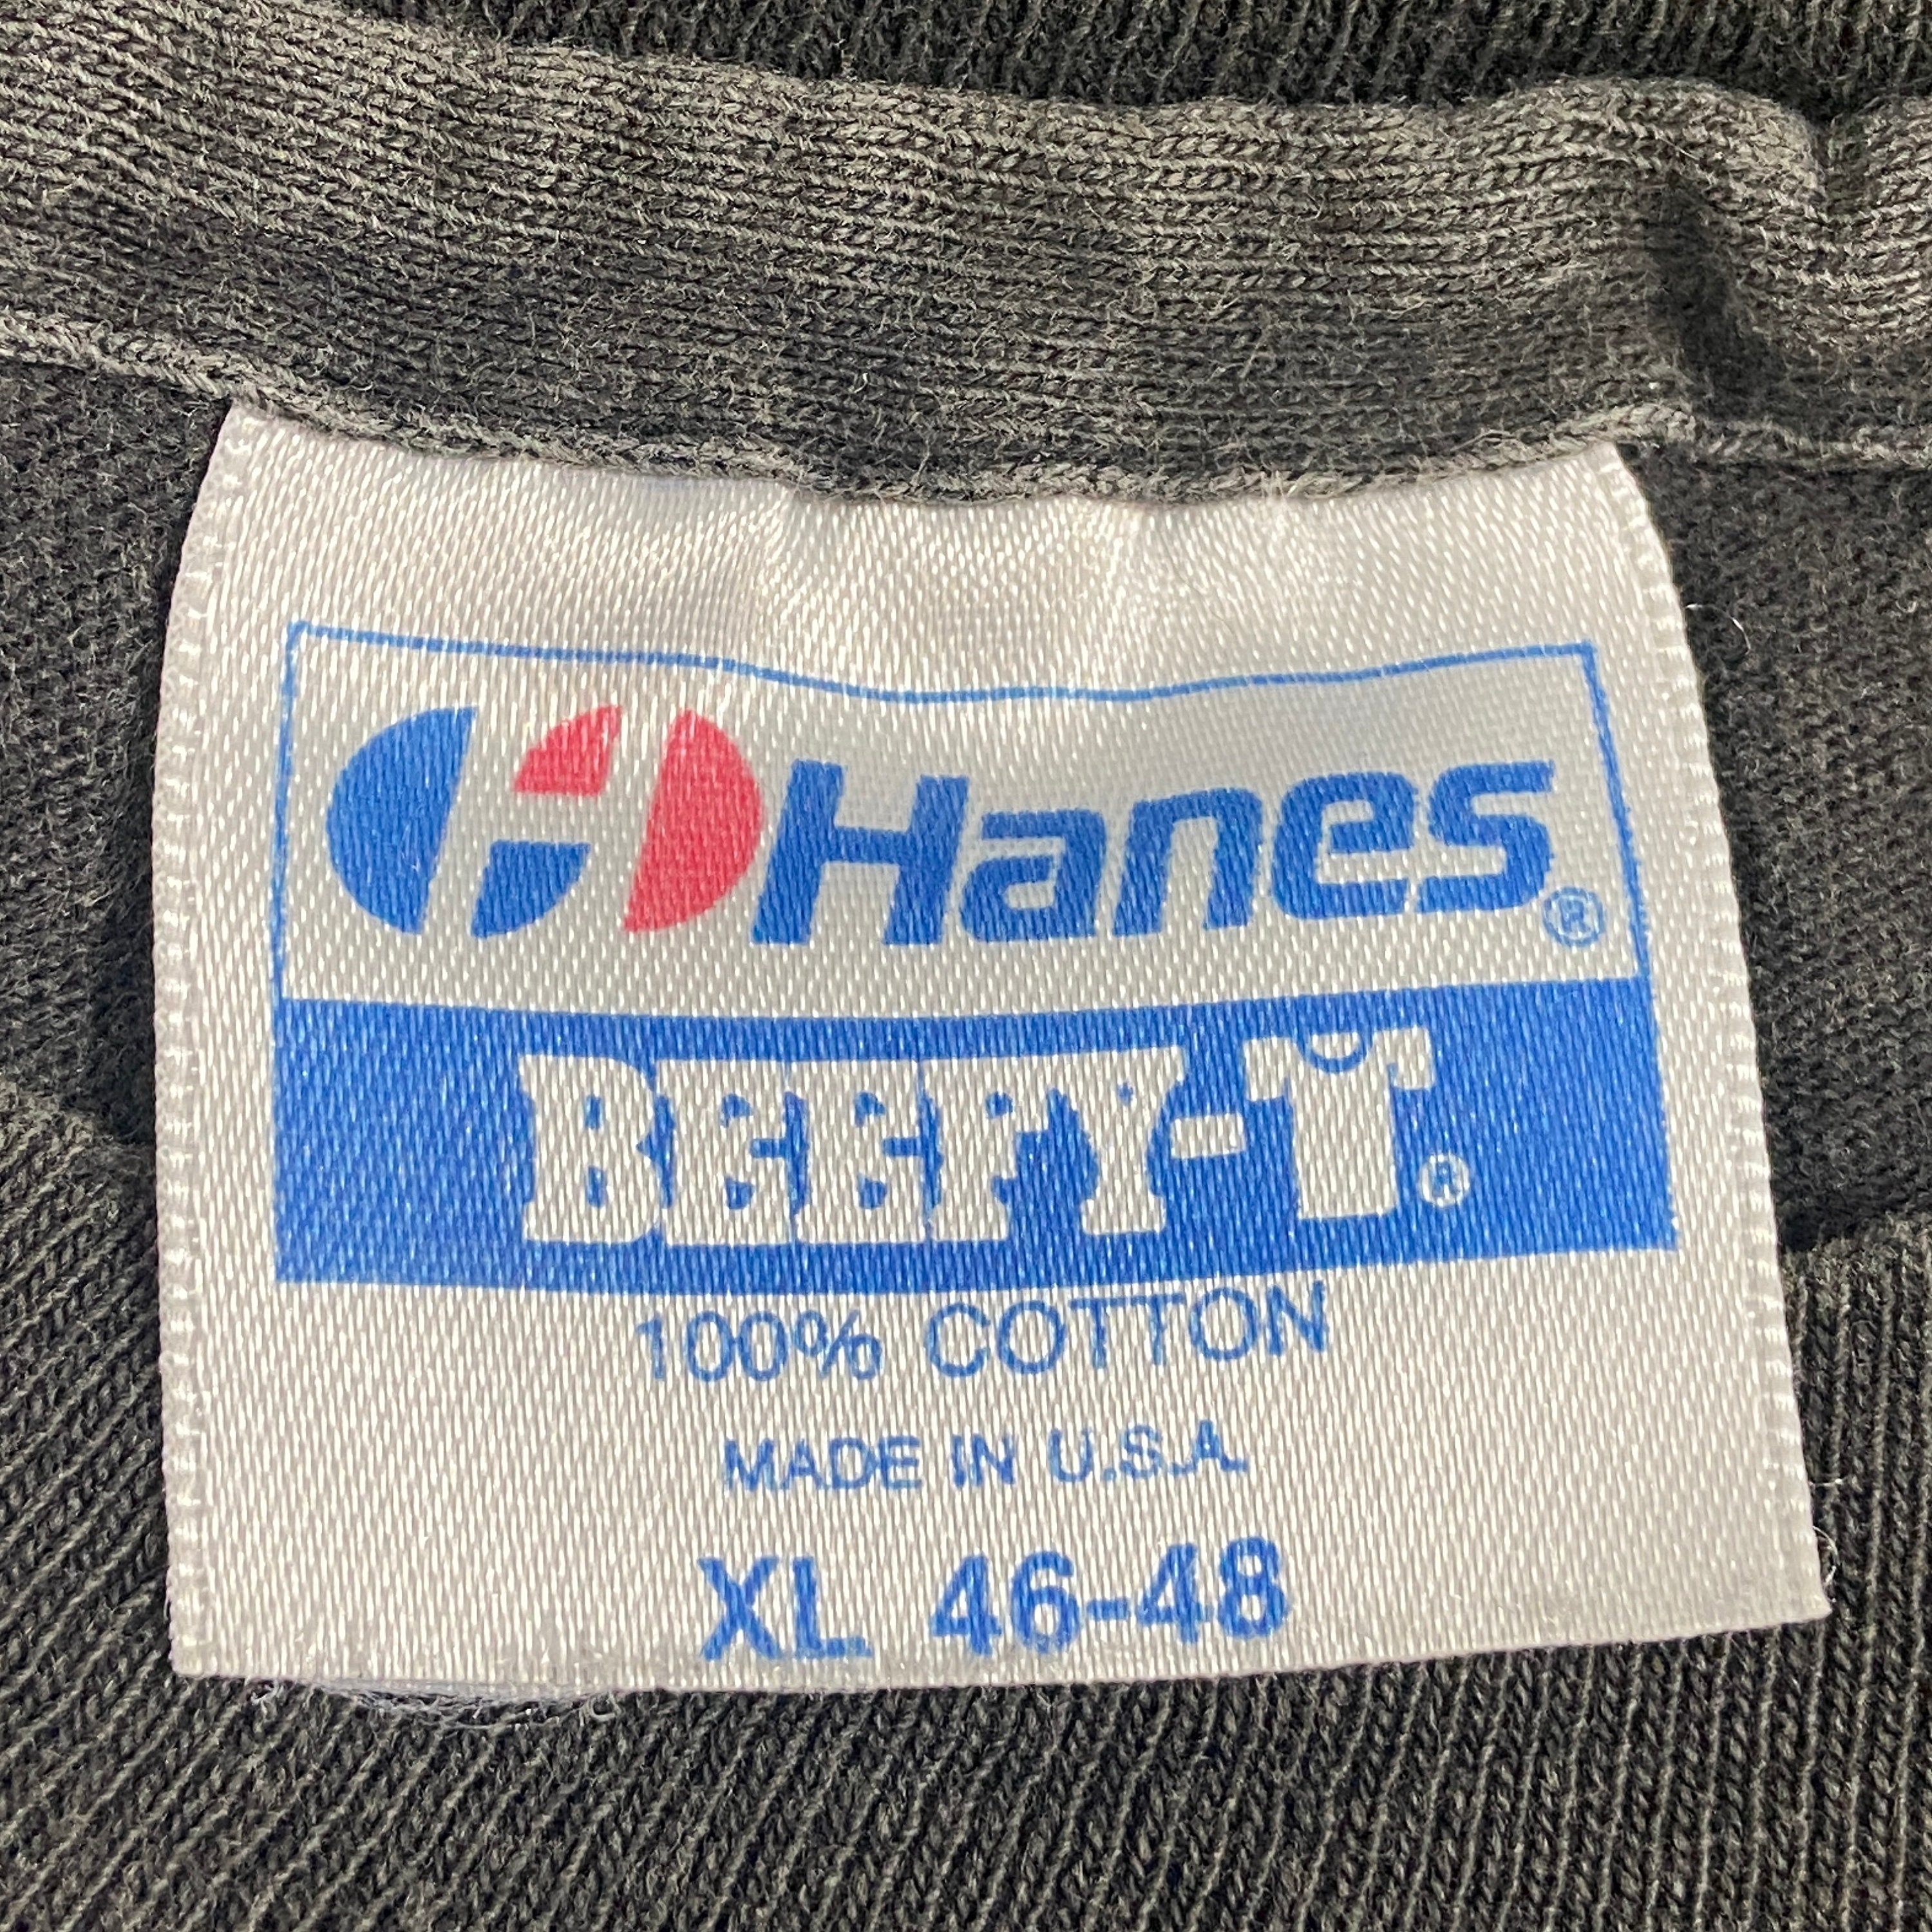 Hanes®
BEEFY-T®
100% COTTON
MADE IN U.S.A.
XL 46-48